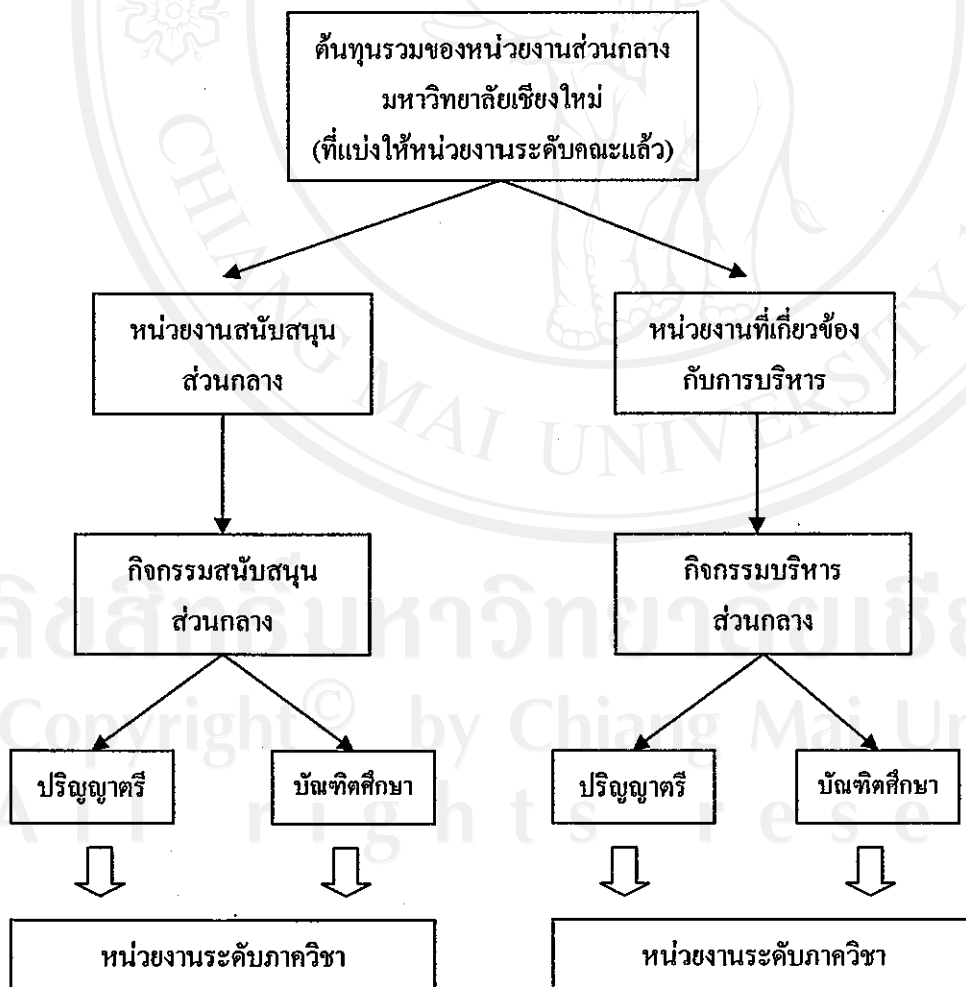 ต้นทุนรวมของหน่วยงานส่วนกลาง
มหาวิทยาลัยเชียงใหม่
(ที่แบ่งให้หน่วยงานระดับคณะแล้ว)
หน่วยงานสนับสนุน
ส่วนกลาง
หน่วยงานที่เกี่ยวข้อง
กับการบริหาร
CHIANG MAI UNIVERSITY
กิจกรรมสนับสนุน
ส่วนกลาง
กิจกรรมบริหาร
ส่วนกลาง
ลิขสิทธิ์มหาวิทยาลัยเชีย
Copyright© by Chiang Mai Un
All rights rese
ปริญญาตรี
บัณฑิตศึกษา
ปริญญาตรี
บัณฑิตศึกษา
หน่วยงานระดับภาควิชา
หน่วยงานระดับภาควิชา